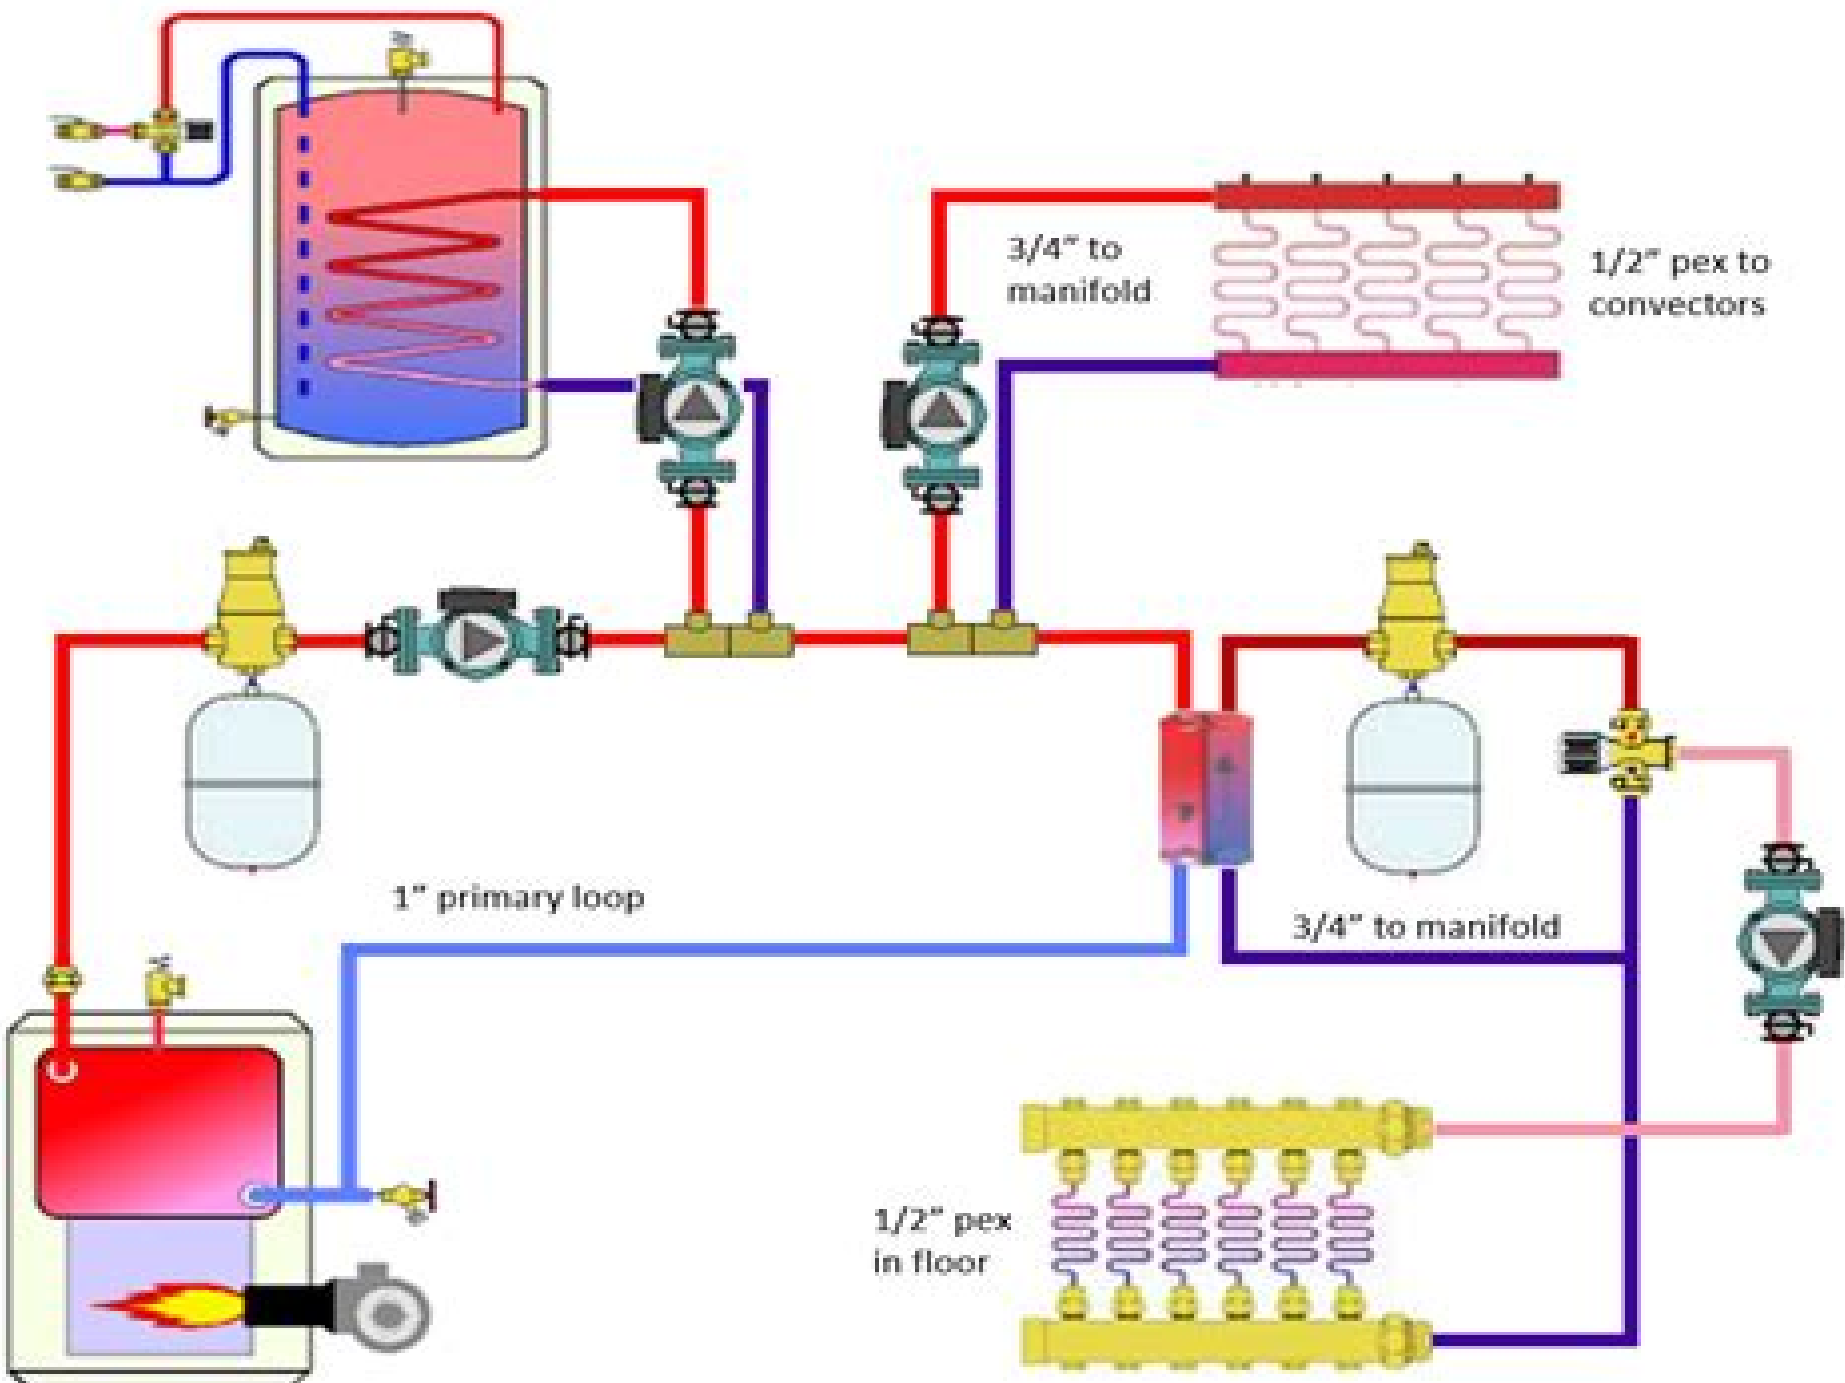 3/4” to
manifold
1/2” pex to
convectors
1” primary loop
3/4” to manifold
1/2” pex
in floor